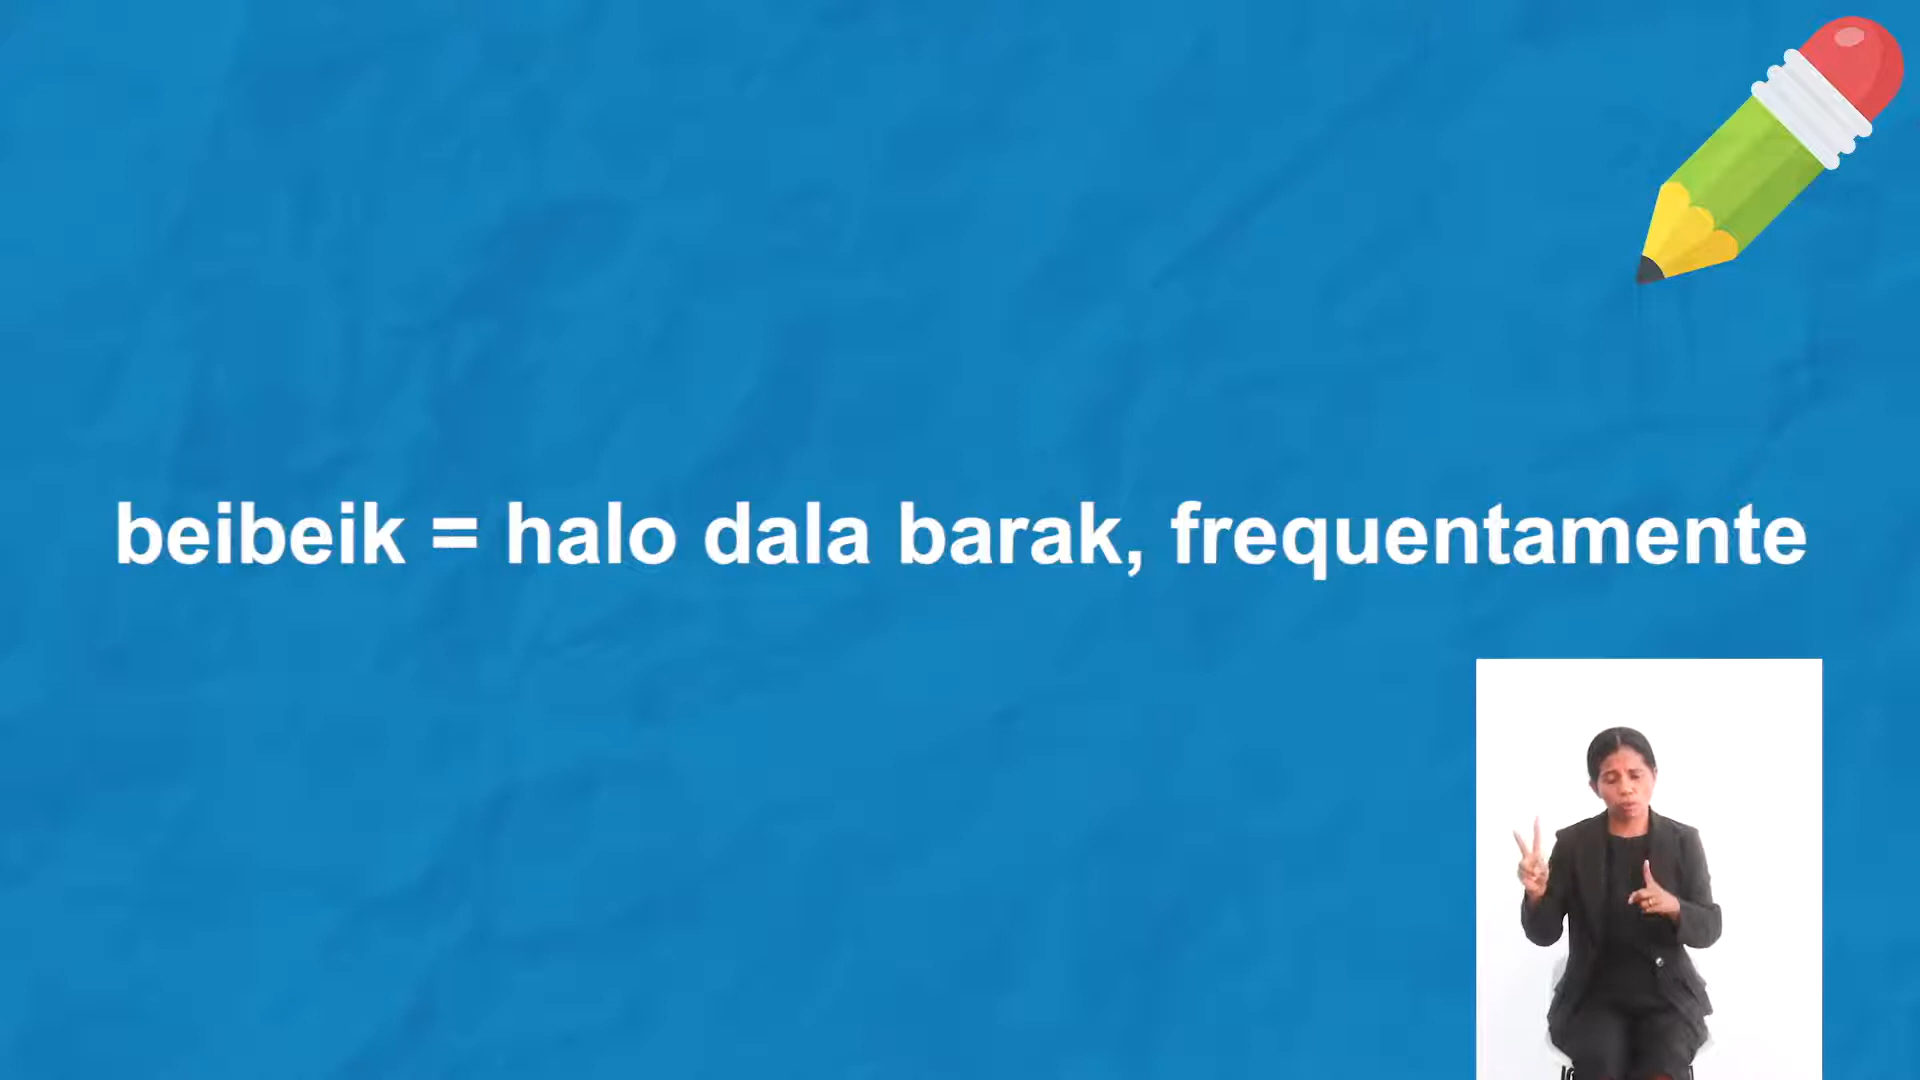 beibeik = halo dala barak, frequentamente